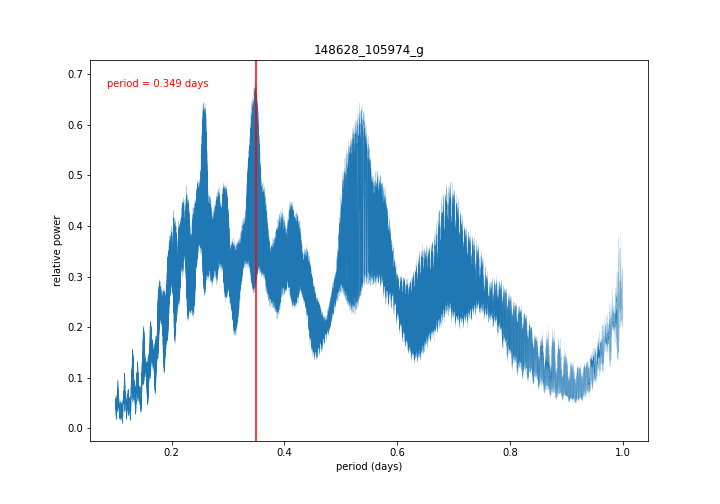 148628_105974_g
period = 0.349 days
relative power
0.7
0.6
0.5
0.4
0.3
0.2
0.1
0.0
0.2 0.4 0.6 0.8 1.0
period (days)